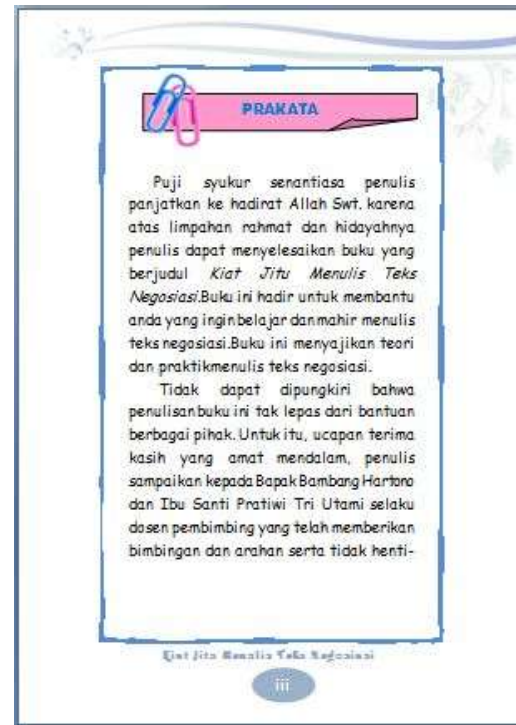 PRAKATA
Puji syukur senantiasa penulis
panjatkan ke hadirat Allah Swt. karena
atas limpahan rahmat dan hidayahnya
penulis dapat menyelesaikan buku yang
berjudul Kiat Jitu Menulis Teks
Negosiasi.Buku ini hadir untuk membantu
anda yang ingin belajar dan mahir menulis
teks negosiasi.Buku ini menyajikan teori
dan praktikmenulis teks negosiasi.
Tidak dapat dipungkiri bahwa
penulisan buku ini tak lepas dari bantuan
berbagai pihak. Untuk itu, ucapan terima
kasih yang amat mendalam, penulis
sampaikan kepada Bapak Bambang Hartono
dan Ibu Santi Pratiwi Tri Utami selaku
dosen pembimbing yang telah memberikan
bimbingan dan arahan serta tidak henti-
Kiat Jitu Menulis Teks Negosiasi
iii